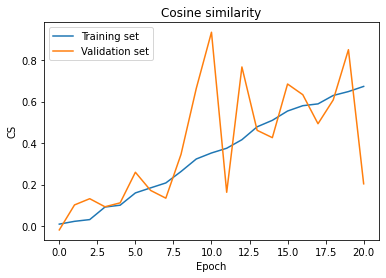 Cosine similarity
Training set
Validation set
CS
0.8
0.6
0.4
0.2
0.0
0.0 2.5 5.0 7.5 10.0 12.5 15.0 17.5 20.0
Epoch